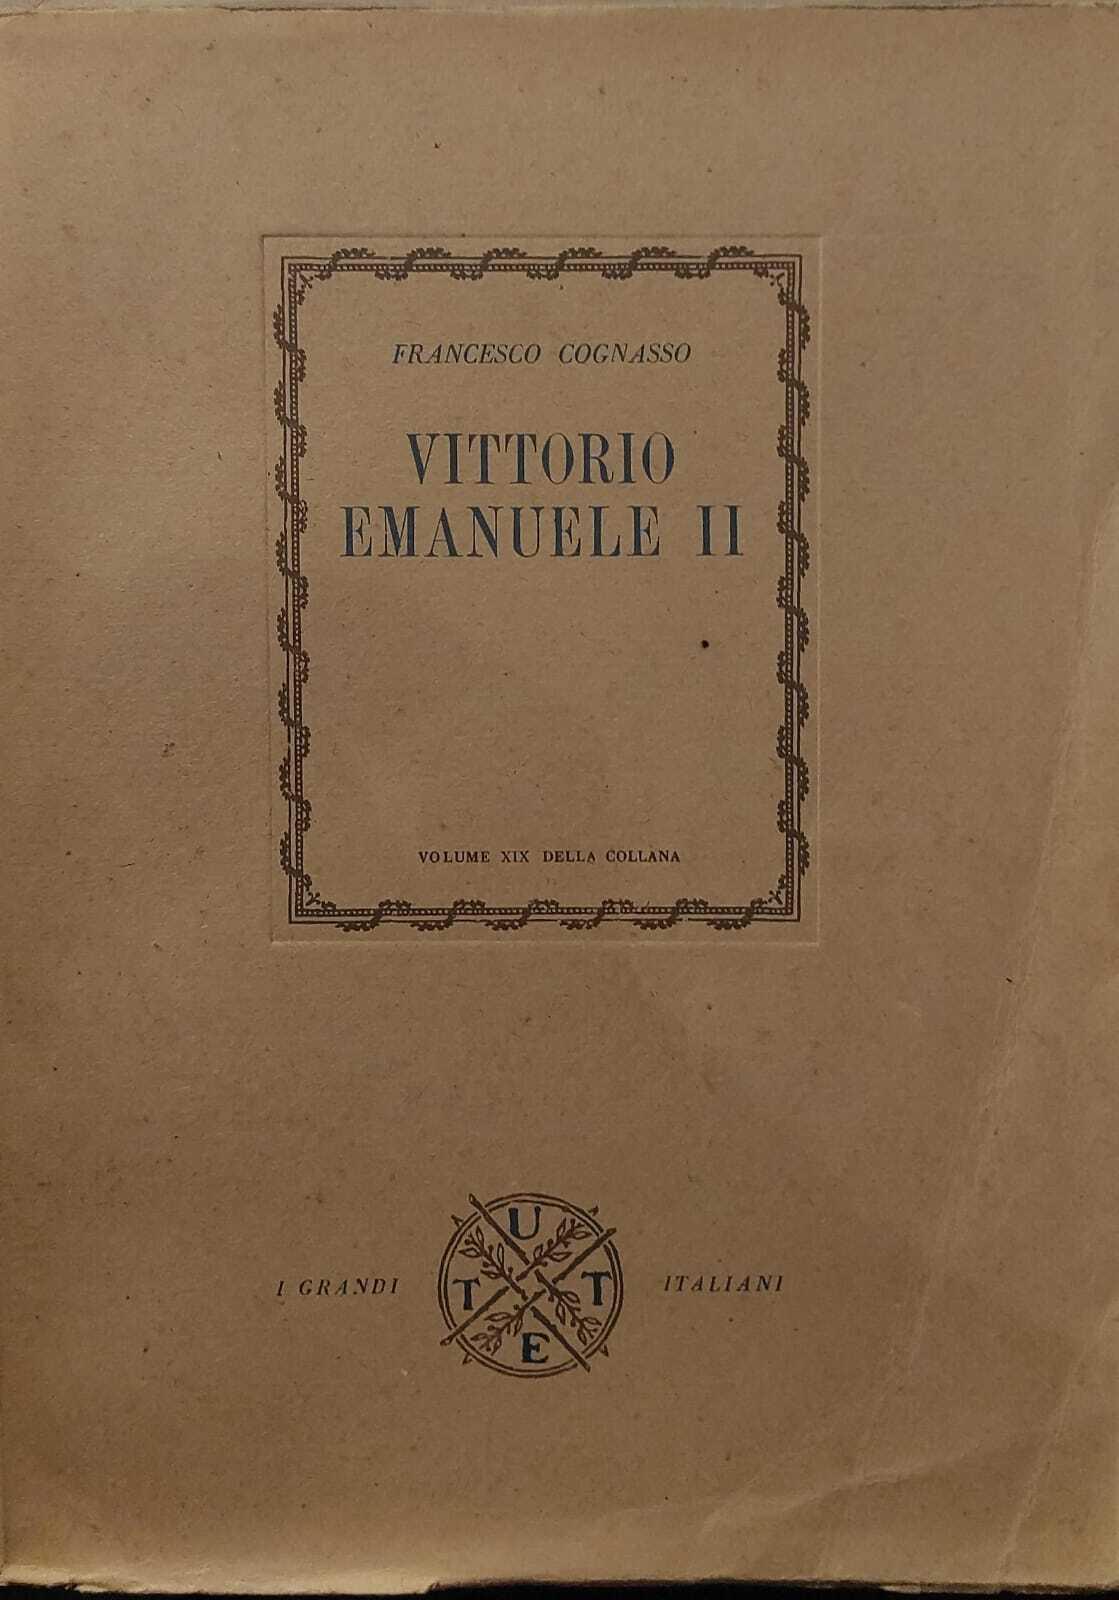 FRANCESCO COGNASSO
VITTORIO
EMANUELE II
VOLUME XIX DELLA COLLANA
I GRANDI
U
T T
E
ITALIANI